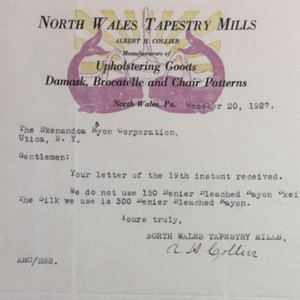 NORTH WALES TAPESTRY MILLS
ALBERT H. COLLIER
Manufacturers of
Upholstering Goods
Damask, Brocatelle and Chair Patterns
North Wales, Pa. October 20, 1927.
The Skenandoa Ryon Corporation,
Utica, N. Y.
Gentlemen:
Your letter of the 19th instant received.
We do not use 150 Denier Bleached Rayon Skei
The Silk we use is 300 Denier Bleached Rayon.
Yours truly,
NORTH WALES TAPESTRY MILLS.
A H Collier